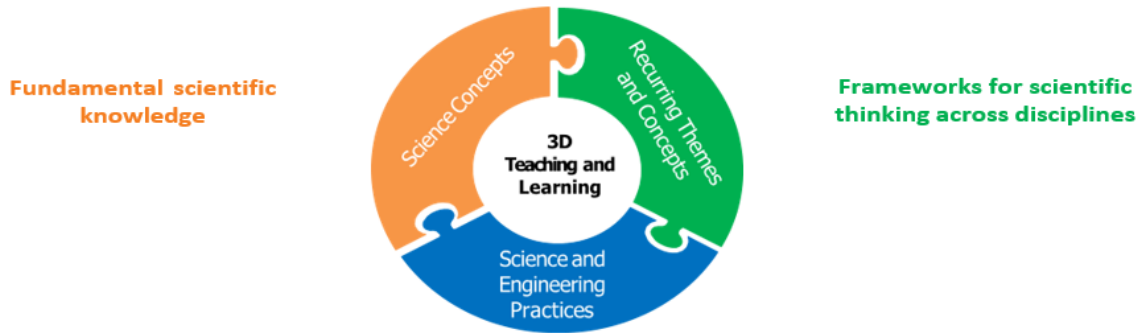 Fundamental scientific
knowledge
Science Concepts
Recurring Themes
and Concepts
3D
Teaching and
Learning
Science and
Engineering
Practices
Frameworks for scientific
thinking across disciplines